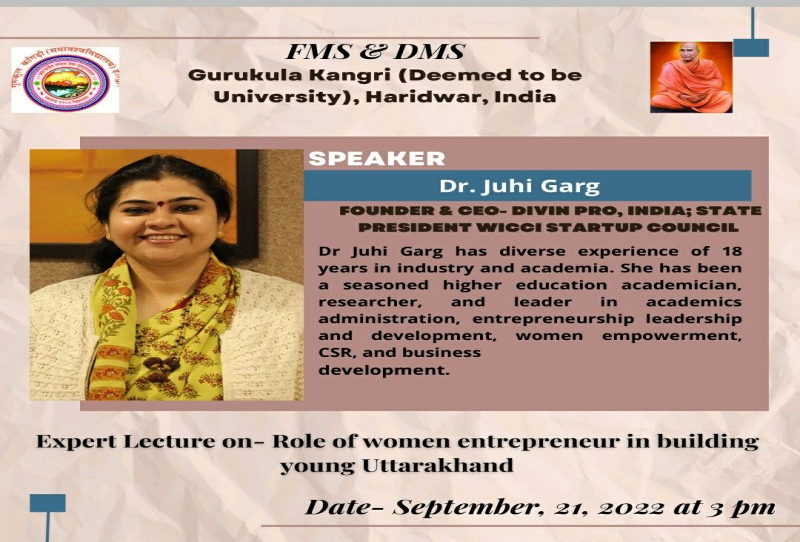 FMS & DMS
Gurukula Kangri (Deemed to be
University), Haridwar, India
SPEAKER
Dr. Juhi Garg
FOUNDER & CEO- DIVIN PRO, INDIA; STATE
PRESIDENT WICCI STARTUP COUNCIL
Dr Juhi Garg has diverse experience of 18
years in industry and academia. She has been
a seasoned higher education academician,
researcher, and leader in academics
administration, entrepreneurship leadership
and development, women empowerment,
CSR, and business
development.
Expert Lecture on- Role of women entrepreneur in building
young Uttarakhand
Date- September, 21, 2022 at 3 pm